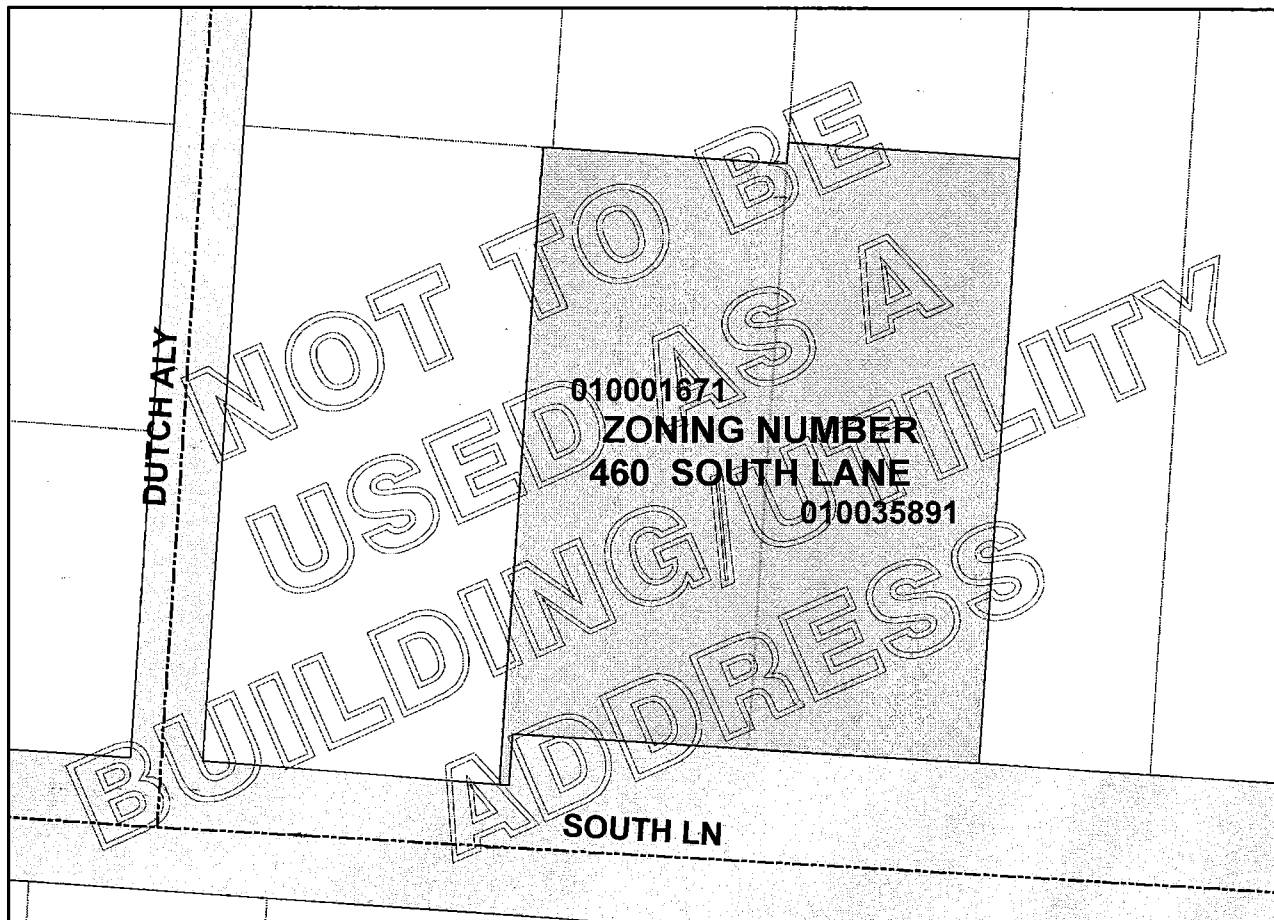 NOT TO BE
USED AS A
BUILDING/UTILITY
ADDRESS
DUTCH ALY
010001671
ZONING NUMBER
460 SOUTH LANE
010035891
SOUTH LN